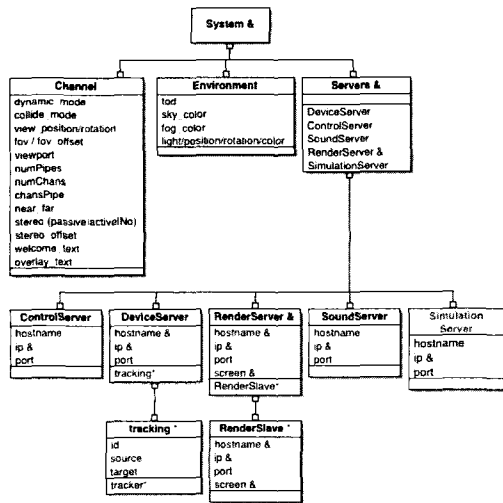 System &
Channel
dynamic_mode
collide_mode
view_position/rotation
fov / fov_offset
viewport
numPipes
numChans
chansPipe
near_far
stereo (passive|active|No)
stereo_offset
welcome_text
overlay_text
Environment
tod
sky_color
fog_color
light/position/rotation/color
Servers &
DeviceServer
ControlServer
SoundServer
RenderServer &
SimulationServer
ControlServer
hostname
ip &
port
DeviceServer
hostname &
ip &
port
tracking*
RenderServer &
hostname &
ip &
port
screen &
RenderSlave*
SoundServer
hostname
ip &
port
Simulation
Server
hostname
ip &
port
tracking *
id
source
target
tracker*
RenderSlave *
hostname &
ip &
port
screen &